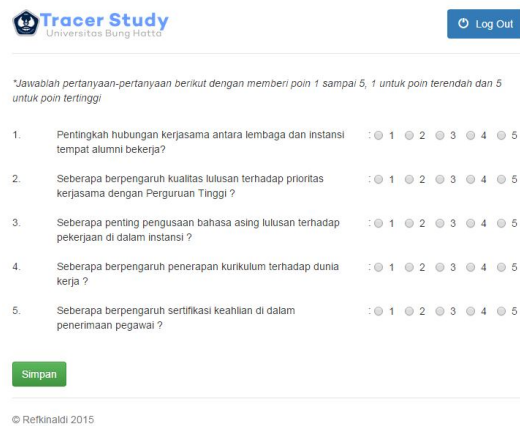 Tracer Study
Universitas Bung Hatta
Log Out
*Jawablah pertanyaan-pertanyaan berikut dengan memberi poin 1 sampai 5, 1 untuk poin terendah dan 5
untuk poin tertinggi
1. Pentingkah hubungan kerjasama antara lembaga dan instansi : 1 2 3 4 5
tempat alumni bekerja?
2. Seberapa berpengaruh kualitas lulusan terhadap prioritas : 1 2 3 4 5
kerjasama dengan Perguruan Tinggi ?
3. Seberapa penting pengusaan bahasa asing lulusan terhadap : 1 2 3 4 5
pekerjaan di dalam instansi ?
4. Seberapa berpengaruh penerapan kurikulum terhadap dunia : 1 2 3 4 5
kerja ?
5. Seberapa berpengaruh sertifikasi keahlian di dalam : 1 2 3 4 5
penerimaan pegawai ?
Simpan
© Refkinaldi 2015